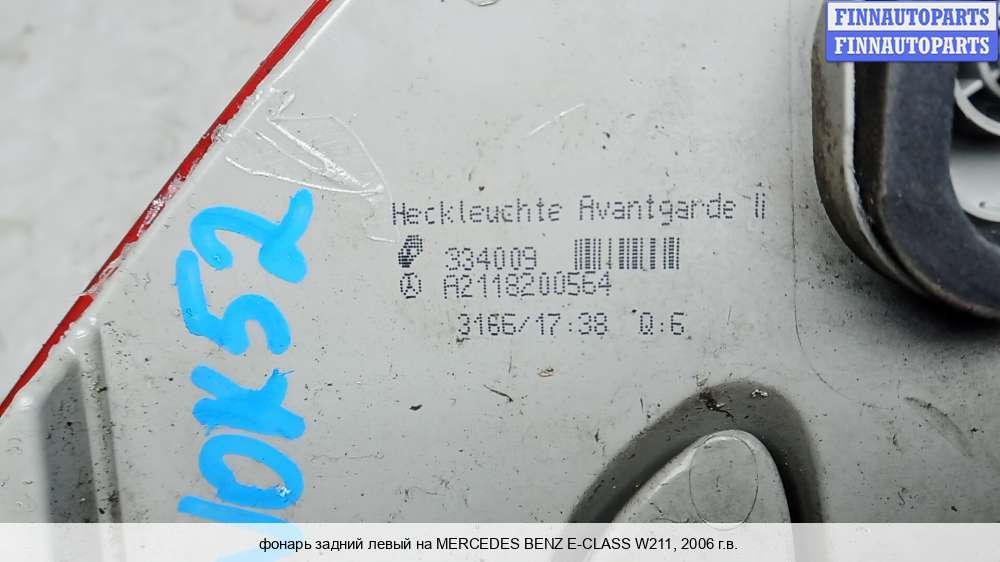 FINNAUTOPARTS
FINNAUTOPARTS
Heckleuchte Avantgarde li
334009
A2118200564
3166/17:38 Q:6
фонарь задний левый на MERCEDES BENZ E-CLASS W211, 2006 г.в.